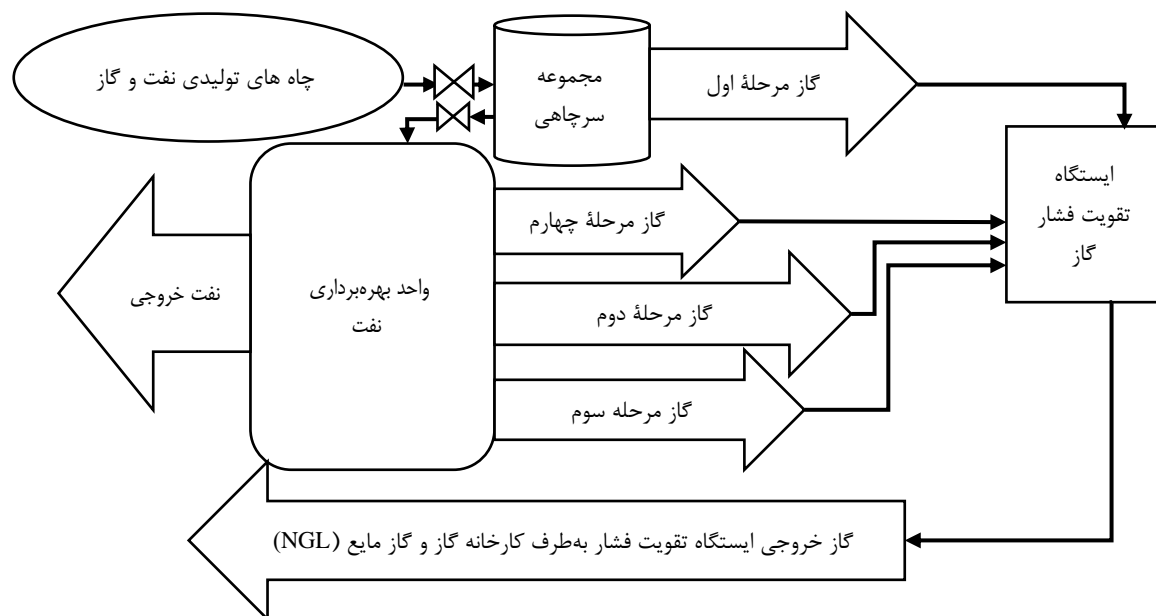 چاه های تولیدی نفت و گاز
مجموعه
سرچاهی
گاز مرحلهٔ اول
ایستگاه
تقویت فشار
گاز
گاز مرحلهٔ چهارم
واحد بهره‌برداری
نفت
نفت خروجی
گاز مرحلهٔ دوم
گاز مرحله سوم
گاز خروجی ایستگاه تقویت فشار به‌طرف کارخانه گاز و گاز مایع (NGL)